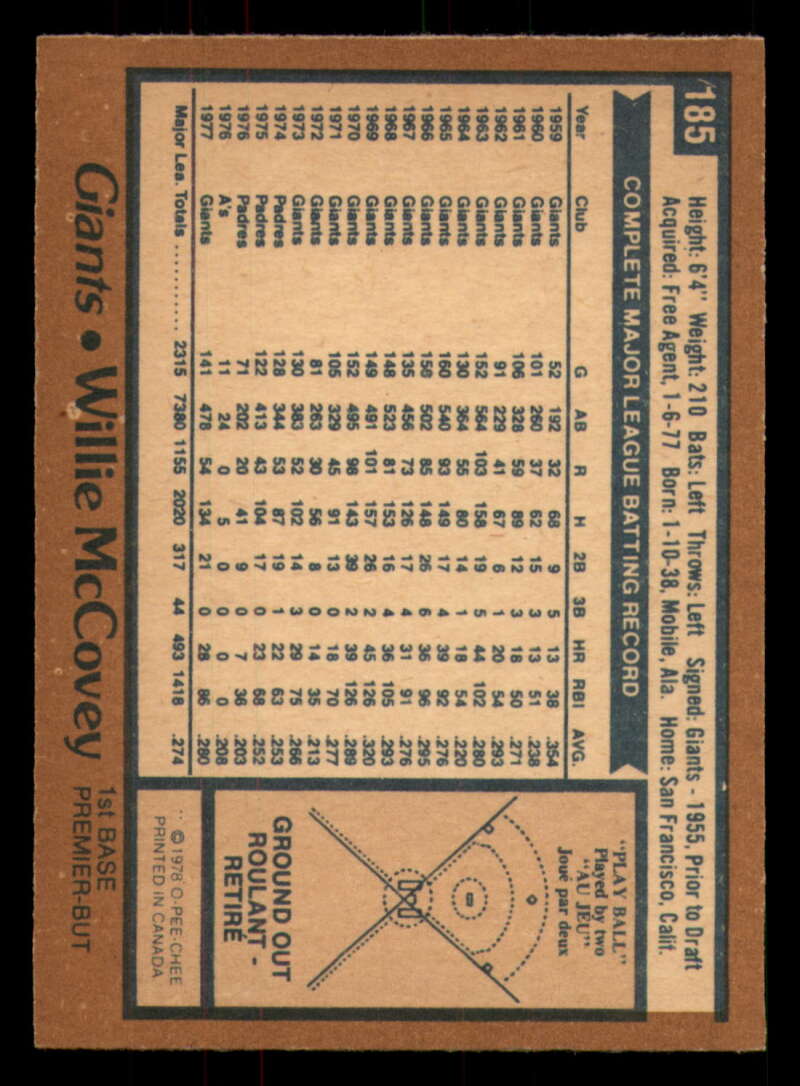 185
Height: 6'4" Weight: 210 Bats: Left Throws: Left Signed: Giants - 1955, Prior to Draft
Acquired: Free Agent, 1-6-77 Born: 1-10-38, Mobile, Ala. Home: San Francisco, Calif.
COMPLETE MAJOR LEAGUE BATTING RECORD
Year Club G AB R H 2B 3B HR RBI AVG.
1959 Giants 52 192 32 68 9 5 13 38 .354
1960 Giants 101 260 37 62 15 3 13 51 .238
1961 Giants 106 328 59 89 12 3 18 50 .271
1962 Giants 91 229 41 67 6 1 20 54 .293
1963 Giants 152 564 103 158 19 5 44 102 .280
1964 Giants 130 364 55 80 14 1 18 54 .220
1965 Giants 160 540 93 149 17 4 39 92 .276
1966 Giants 150 502 85 148 26 6 36 96 .295
1967 Giants 135 456 73 126 17 4 31 91 .276
1968 Giants 148 523 81 153 16 4 36 105 .293
1969 Giants 149 491 101 157 26 2 45 126 .320
1970 Giants 152 495 98 143 39 2 39 126 .289
1971 Giants 105 329 45 91 13 0 18 70 .277
1972 Giants 81 263 30 56 8 0 14 35 .213
1973 Giants 130 383 52 102 14 3 29 75 .266
1974 Padres 128 344 53 87 19 1 22 63 .253
1975 Padres 122 413 43 104 17 0 23 68 .252
1976 Padres 71 202 20 41 9 0 7 36 .203
1976 A's 11 24 0 5 0 0 0 0 .208
1977 Giants 141 478 54 134 21 0 28 86 .280
Major Lea. Totals ........... 2315 7380 1155 2020 317 44 493 1418 .274
"PLAY BALL"
Played by two
"AU JEU"
Joué par deux
GROUND OUT
ROULANT -
RETIRÉ
© 1978 O-PEE-CHEE
PRINTED IN CANADA
Giants • Willie McCovey
1st BASE
PREMIER-BUT